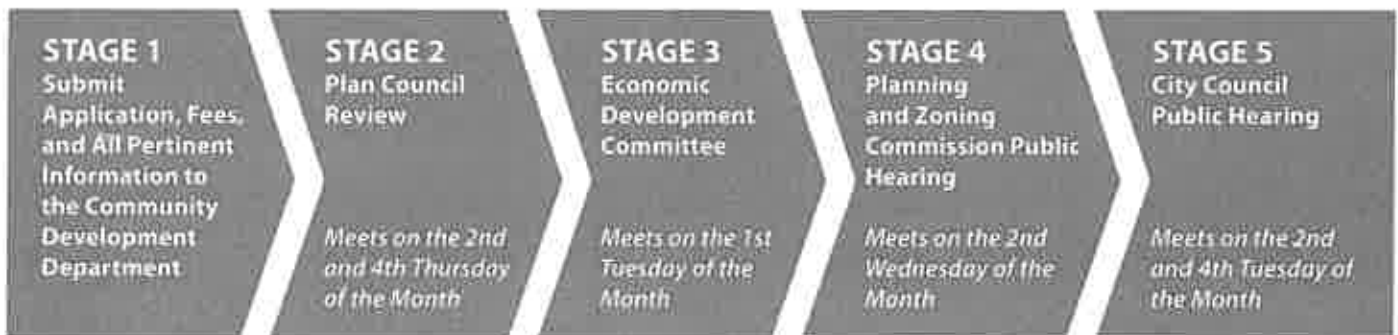 STAGE 1
Submit
Application, Fees,
and All Pertinent
Information to
the Community
Development
Department
STAGE 2
Plan Council
Review
Meets on the 2nd
and 4th Thursday
of the Month
STAGE 3
Economic
Development
Committee
Meets on the 1st
Tuesday of the
Month
STAGE 4
Planning
and Zoning
Commission Public
Hearing
Meets on the 2nd
Wednesday of the
Month
STAGE 5
City Council
Public Hearing
Meets on the 2nd
and 4th Tuesday of
the Month